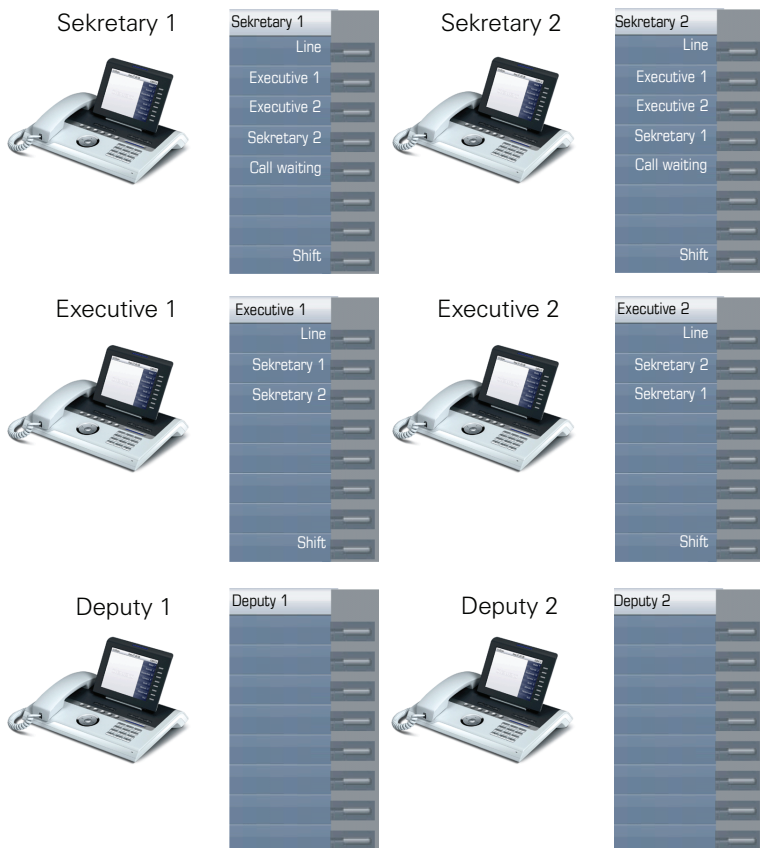 Sekretary 1
Sekretary 1
Line
Executive 1
Executive 2
Sekretary 2
Call waiting
Shift
Sekretary 2
Sekretary 2
Line
Executive 1
Executive 2
Sekretary 1
Call waiting
Shift
Executive 1
Executive 1
Line
Sekretary 1
Sekretary 2
Shift
Executive 2
Executive 2
Line
Sekretary 2
Sekretary 1
Shift
Deputy 1
Deputy 1
Deputy 2
Deputy 2